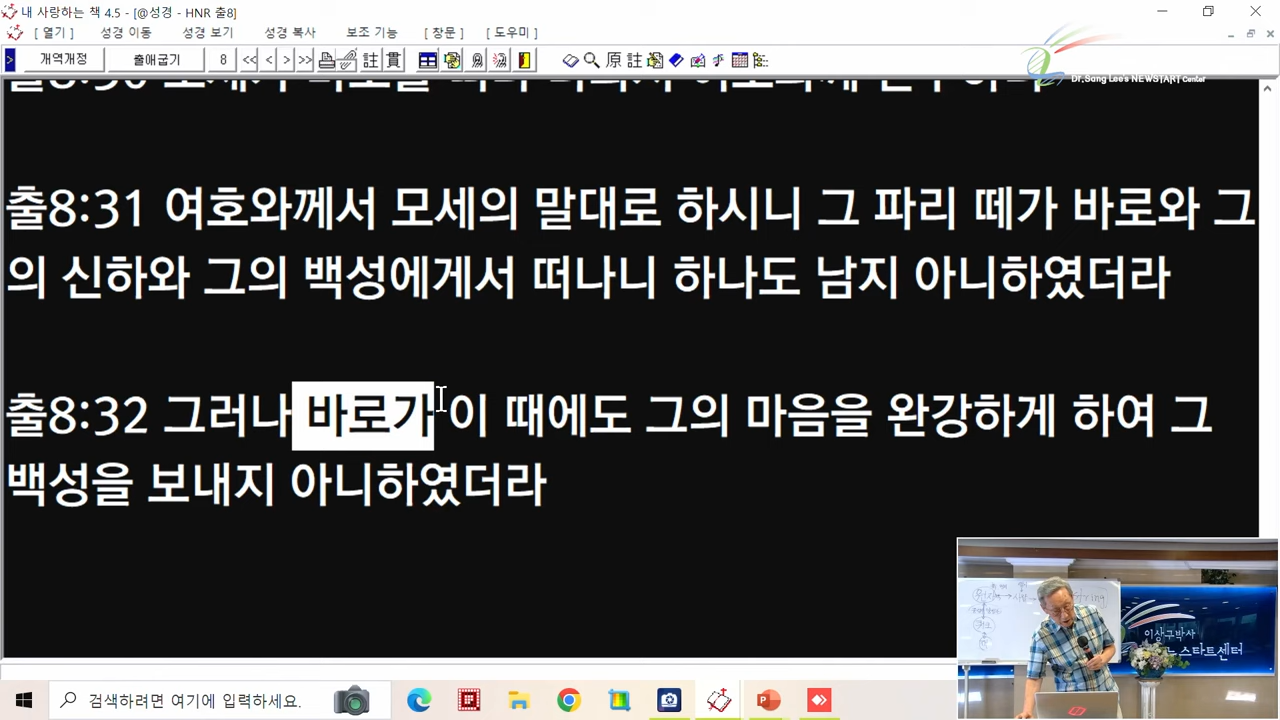 내 사랑하는 책 4.5 - [@성경 - HNR 출8]
[ 열기 ] 성경 이동 성경 보기 성경 복사 보조 기능 [ 창문 ] [ 도우미 ]
개역개정 출애굽기 8 << < > >> 註 貫 原 註
Dr.Sang Lee's NEWSTART Center
출8:31 여호와께서 모세의 말대로 하시니 그 파리 떼가 바로와 그
의 신하와 그의 백성에게서 떠나니 하나도 남지 아니하였더라
출8:32 그러나 바로가 이 때에도 그의 마음을 완강하게 하여 그
백성을 보내지 아니하였더라
이상구박사
뉴스타트센터
검색하려면 여기에 입력하세요.